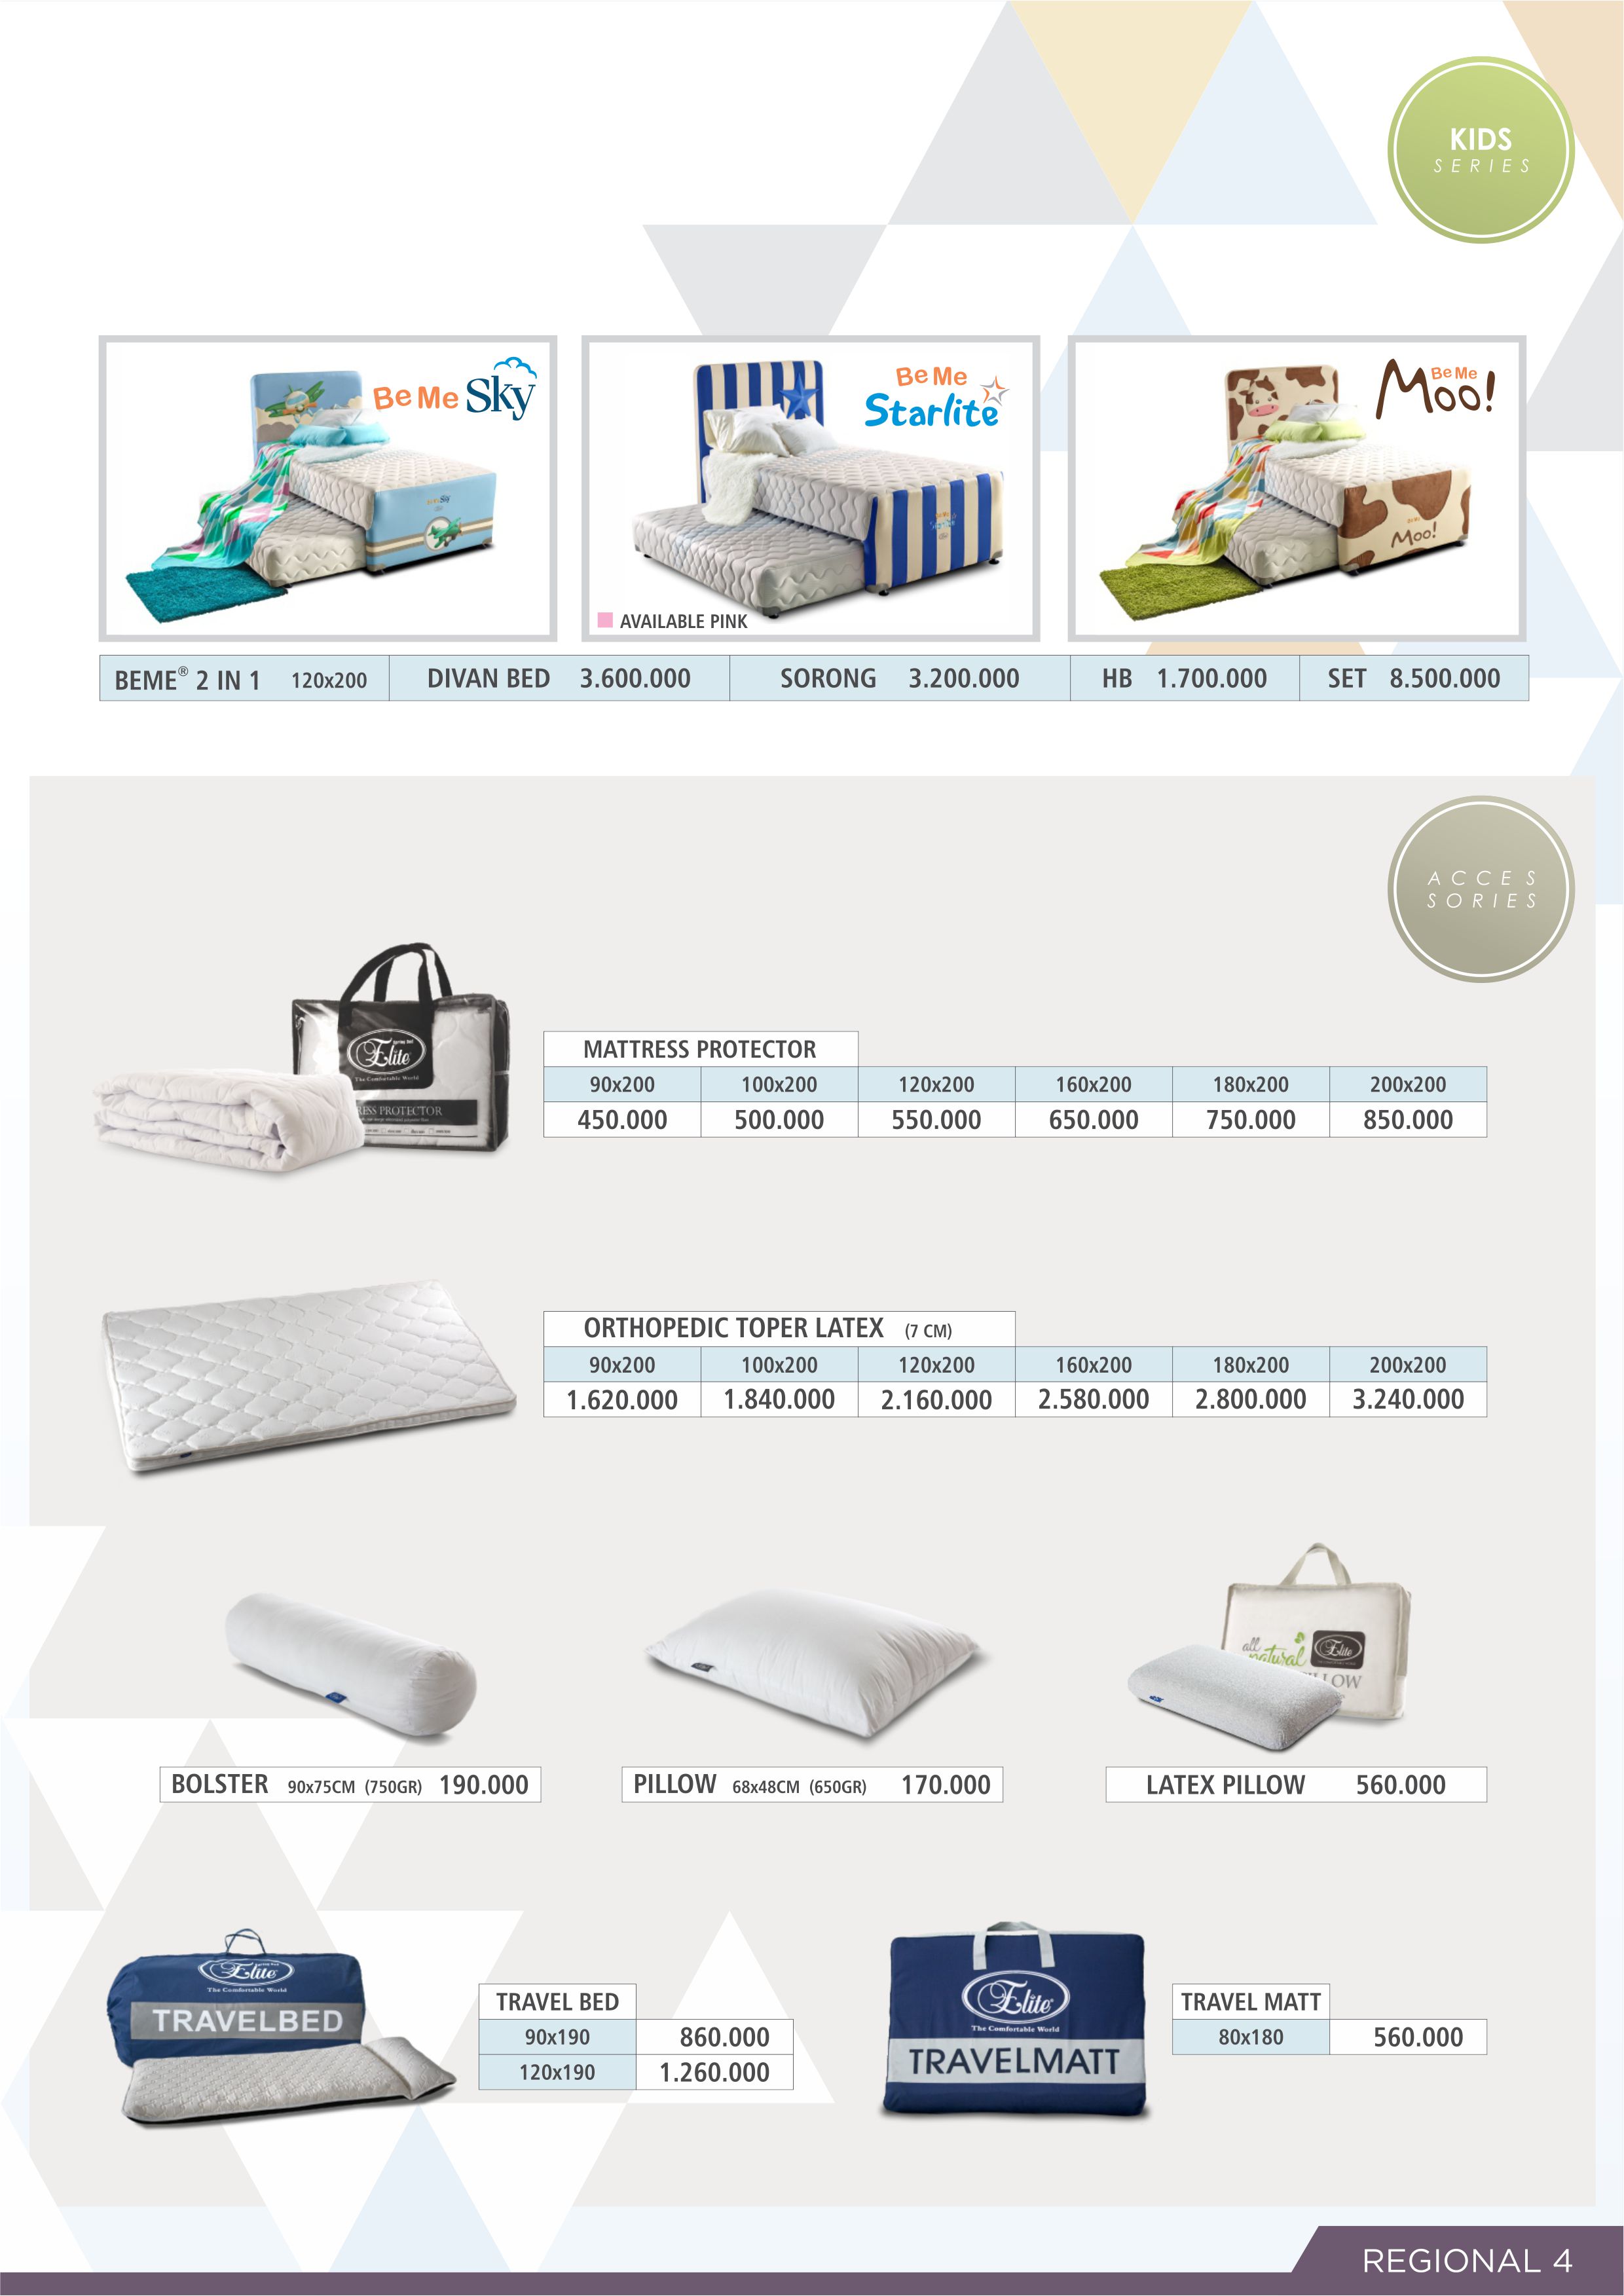 KIDS
SERIES
Be Me Sky
Be Me
Starlite
Be Me
Moo!
Be Me Sky
Moo!
AVAILABLE PINK
BEME® 2 IN 1 120x200 DIVAN BED 3.600.000 SORONG 3.200.000 HB 1.700.000 SET 8.500.000
ACCES
SORIES
Elite
The Comfortable World
RESS PROTECTOR
MATTRESS PROTECTOR
90x200 100x200 120x200 160x200 180x200 200x200
450.000 500.000 550.000 650.000 750.000 850.000
ORTHOPEDIC TOPER LATEX (7 CM)
90x200 100x200 120x200 160x200 180x200 200x200
1.620.000 1.840.000 2.160.000 2.580.000 2.800.000 3.240.000
all
natural
Elite
LOW
BOLSTER 90x75CM (750GR) 190.000
PILLOW 68x48CM (650GR) 170.000
LATEX PILLOW 560.000
Elite
The Comfortable World
TRAVELBED
TRAVEL BED
90x190 860.000
120x190 1.260.000
Elite
The Comfortable World
TRAVELMATT
TRAVEL MATT
80x180 560.000
REGIONAL 4